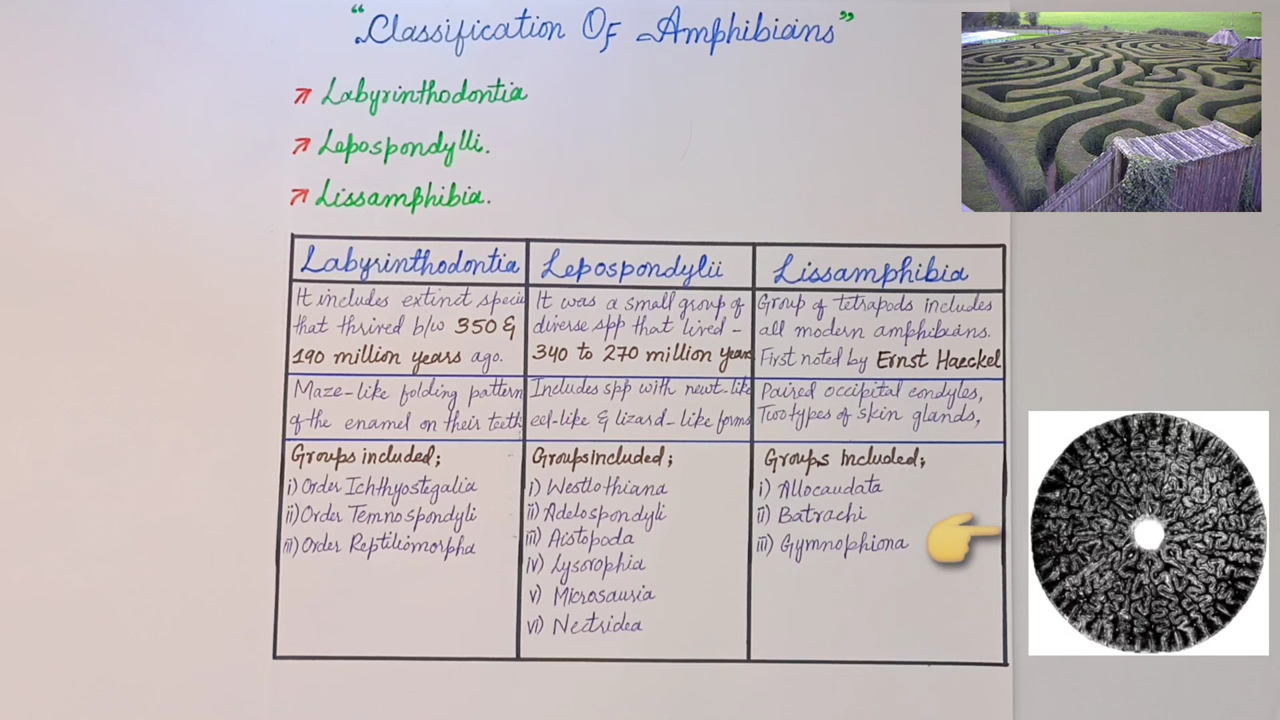 "Classification Of Amphibians"
↗ Labyrinthodontia
↗ Lepospondylli.
↗ Lissamphibia.
Labyrinthodontia
It includes extinct specie
that thrived b/w 350 &
190 million years ago.
Maze-like folding pattern
of the enamel on their teeth
Groups included;
i) Order Ichthyostegalia
ii) Order Temnospondyli
iii) Order Reptiliomorpha
Lepospondylii
It was a small group of
diverse spp that lived -
340 to 270 million years
Includes spp with newt-like
eel-like & lizard-like forms
Groups included;
i) Westlothiana
ii) Adelospondyli
iii) Aistopoda
iv) Lysorophia
v) Microsauria
vi) Nectridea
Lissamphibia
Group of tetrapods includes
all modern amphibians.
First noted by Ernst Haeckel
Paired occipital condyles,
Two types of skin glands,
Groups included;
i) Allocaudata
ii) Batrachi
iii) Gymnophiona